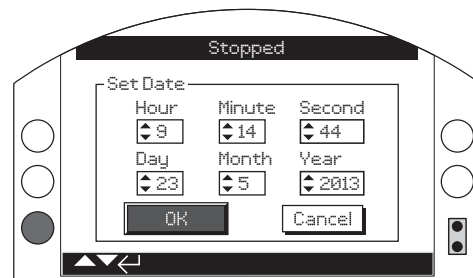 Stopped
Set Date
Hour Minute Second
9 14 44
Day Month Year
23 5 2013
OK Cancel